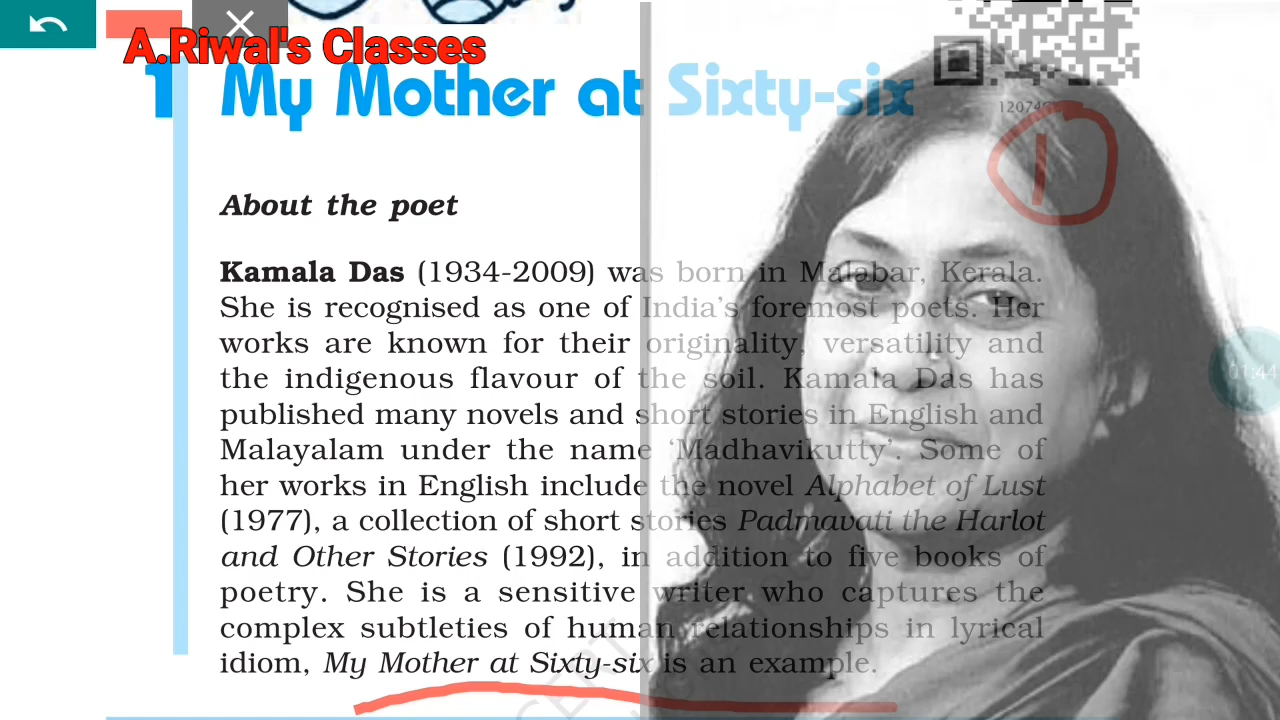 A.Riwal's Classes
1 My Mother at Sixty-six
120746
1
About the poet
Kamala Das (1934-2009) was born in Malabar, Kerala.
She is recognised as one of India's foremost poets. Her
works are known for their originality, versatility and
the indigenous flavour of the soil. Kamala Das has
01:44
published many novels and short stories in English and
Malayalam under the name ‘Madhavikutty’. Some of
her works in English include the novel Alphabet of Lust
(1977), a collection of short stories Padmavati the Harlot
and Other Stories (1992), in addition to five books of
poetry. She is a sensitive writer who captures the
complex subtleties of human relationships in lyrical
idiom, My Mother at Sixty-six is an example.